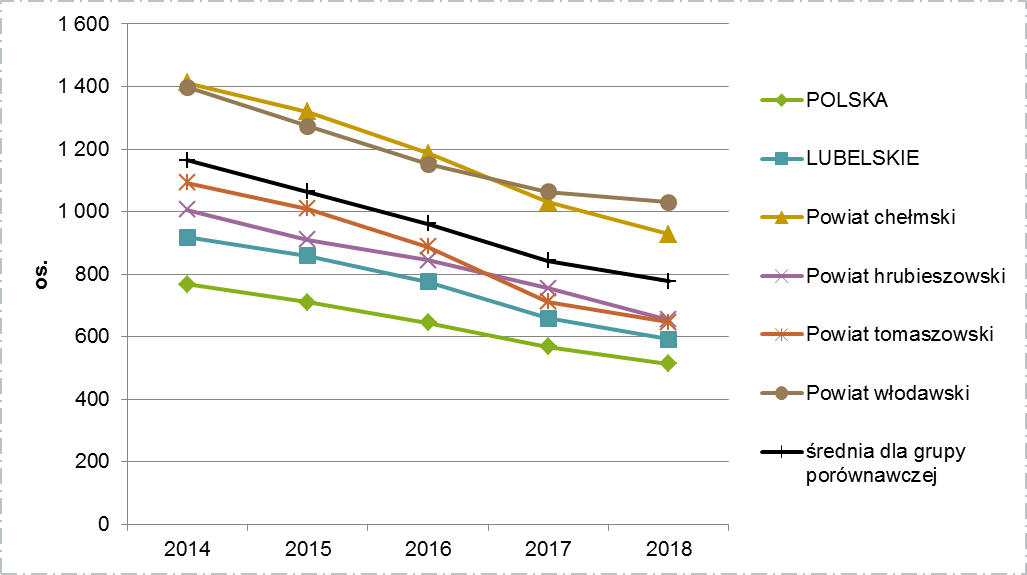 1 600
1 400
1 200
1 000
800
600
400
200
0
os.
2014 2015 2016 2017 2018
POLSKA
LUBELSKIE
Powiat chełmski
Powiat hrubieszowski
Powiat tomaszowski
Powiat włodawski
średnia dla grupy
porównawczej